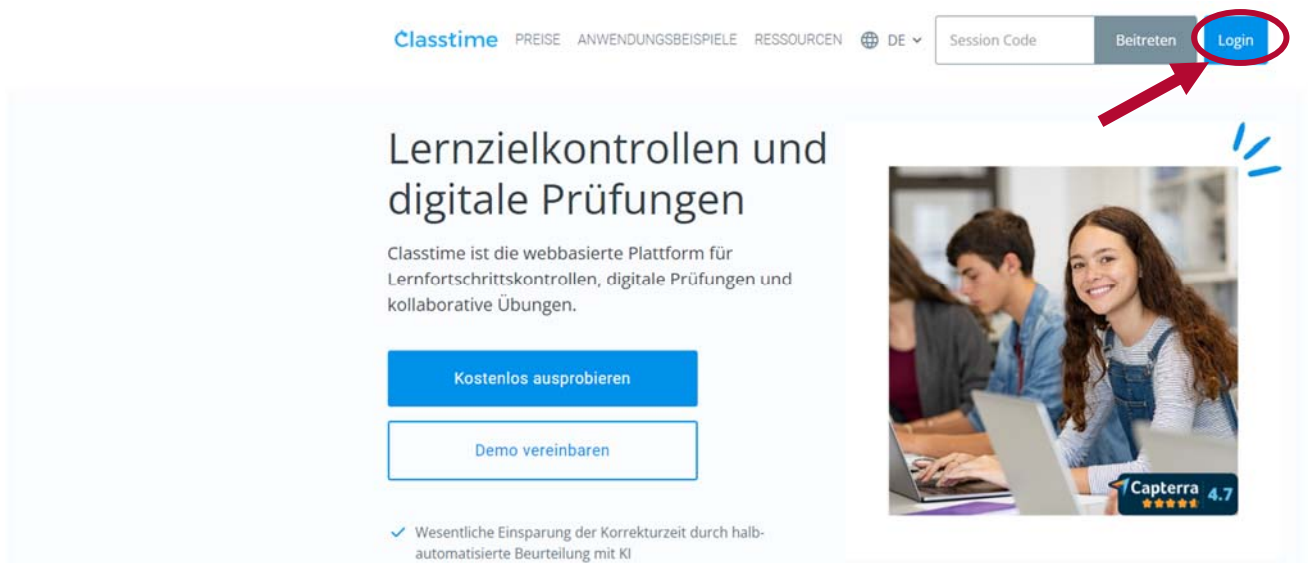 Classtime PREISE ANWENDUNGSBEISPIELE RESSOURCEN DE Session Code Beitreten Login
Lernzielkontrollen und
digitale Prüfungen
Classtime ist die webbasierte Plattform für
Lernfortschrittskontrollen, digitale Prüfungen und
kollaborative Übungen.
Kostenlos ausprobieren
Demo vereinbaren
Capterra 4.7
Wesentliche Einsparung der Korrekturzeit durch halb-
automatisierte Beurteilung mit KI